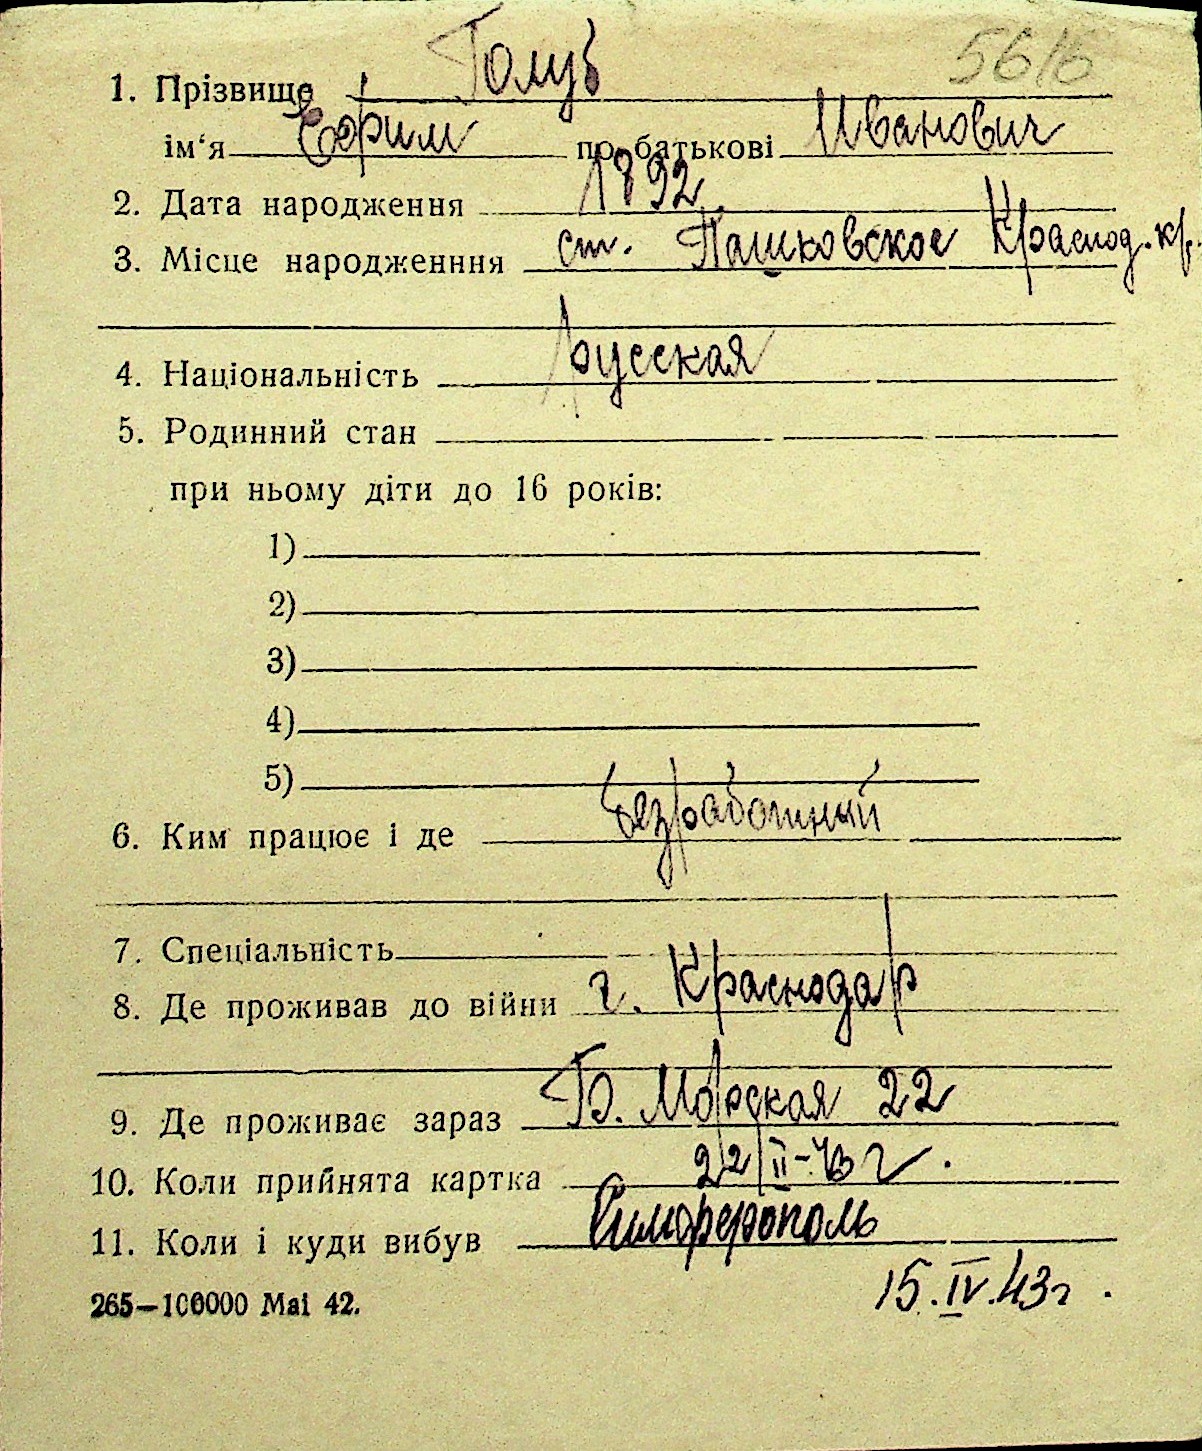 5616
1. Прізвище Голуб
ім‘я Ефрим по батькові Иванович
2. Дата народження 1892
3. Місце народженння ст. Пашковское Краснод. кр.
4. Національність русская
5. Родинний стан
при ньому діти до 16 років:
1)
2)
3)
4)
5)
6. Ким працює і де безработный
7. Спеціальність
8. Де проживав до війни г. Краснодар
9. Де проживає зараз Б. Морская 22
10. Коли прийнята картка 22/II-43 г.
11. Коли і куди вибув Симферополь
265—100000 Mai 42. 15.IV.43г.